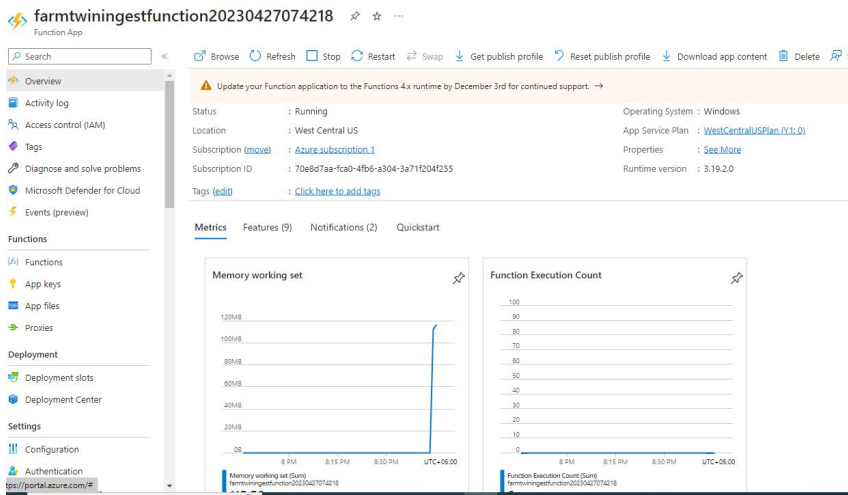 farmtwiningestfunction20230427074218
Function App
Search
Browse Refresh Stop Restart Swap Get publish profile Reset publish profile Download app content Delete
Overview
Activity log
Access control (IAM)
Tags
Diagnose and solve problems
Microsoft Defender for Cloud
Events (preview)
Functions
Functions
App keys
App files
Proxies
Deployment
Deployment slots
Deployment Center
Settings
Configuration
Authentication
tps://portal.azure.com/#
Update your Function application to the Functions 4.x runtime by December 3rd for continued support. →
Status : Running
Location : West Central US
Subscription (move) : Azure subscription 1
Subscription ID : 70e8d7aa-fca0-4fb6-a304-3a71f204f255
Tags (edit) : Click here to add tags
Operating System : Windows
App Service Plan : WestCentralUSPlan (Y1: 0)
Properties : See More
Runtime version : 3.19.2.0
Metrics Features (9) Notifications (2) Quickstart
Memory working set
120MB
100MB
80MB
60MB
40MB
20MB
0B
8 PM 8:15 PM 8:30 PM UTC+05:00
Memory working set (Sum)
farmtwiningestfunction20230427074218
Function Execution Count
100
90
80
70
60
50
40
30
20
10
0
8 PM 8:15 PM 8:30 PM UTC+05:00
Function Execution Count (Sum)
farmtwiningestfunction20230427074218